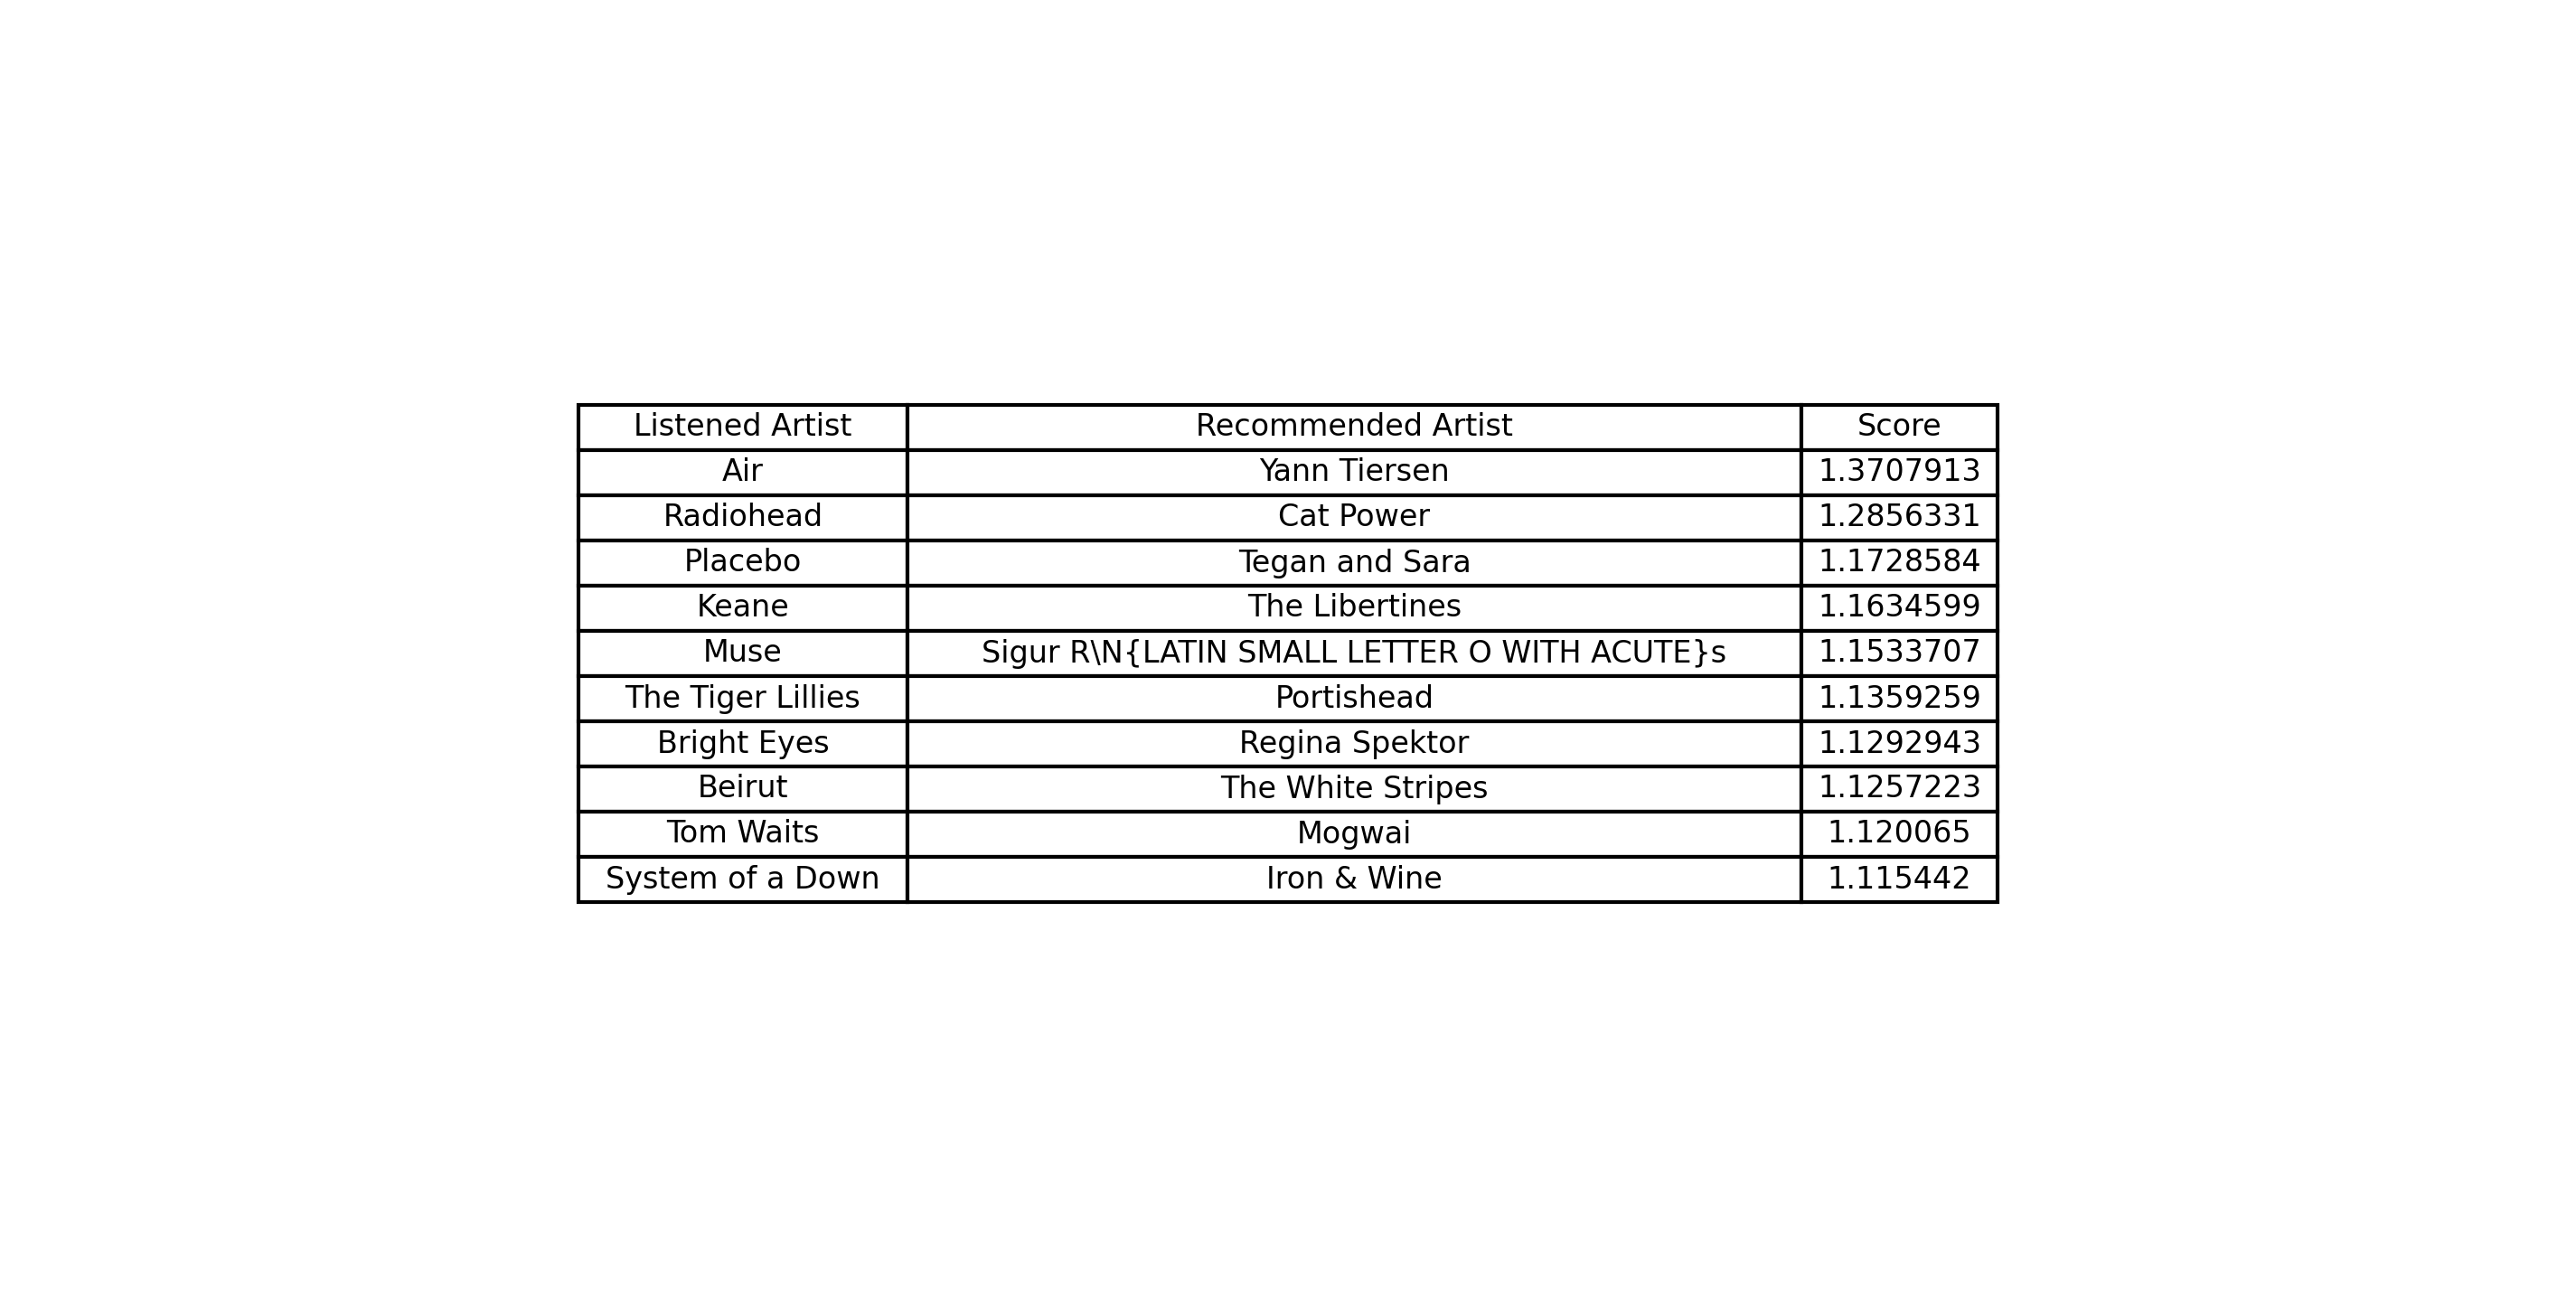 Listened Artist Recommended Artist Score
Air Yann Tiersen 1.3707913
Radiohead Cat Power 1.2856331
Placebo Tegan and Sara 1.1728584
Keane The Libertines 1.1634599
Muse Sigur R\N{LATIN SMALL LETTER O WITH ACUTE}s 1.1533707
The Tiger Lillies Portishead 1.1359259
Bright Eyes Regina Spektor 1.1292943
Beirut The White Stripes 1.1257223
Tom Waits Mogwai 1.120065
System of a Down Iron & Wine 1.115442